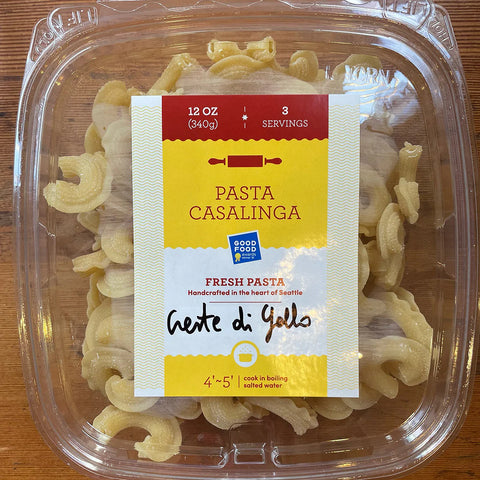 12 OZ
(340g)
3
SERVINGS
PASTA
CASALINGA
GOOD
FOOD
FRESH PASTA
Handcrafted in the heart of Seattle
Creste di Gallo
4'~5'
cook in boiling
salted water